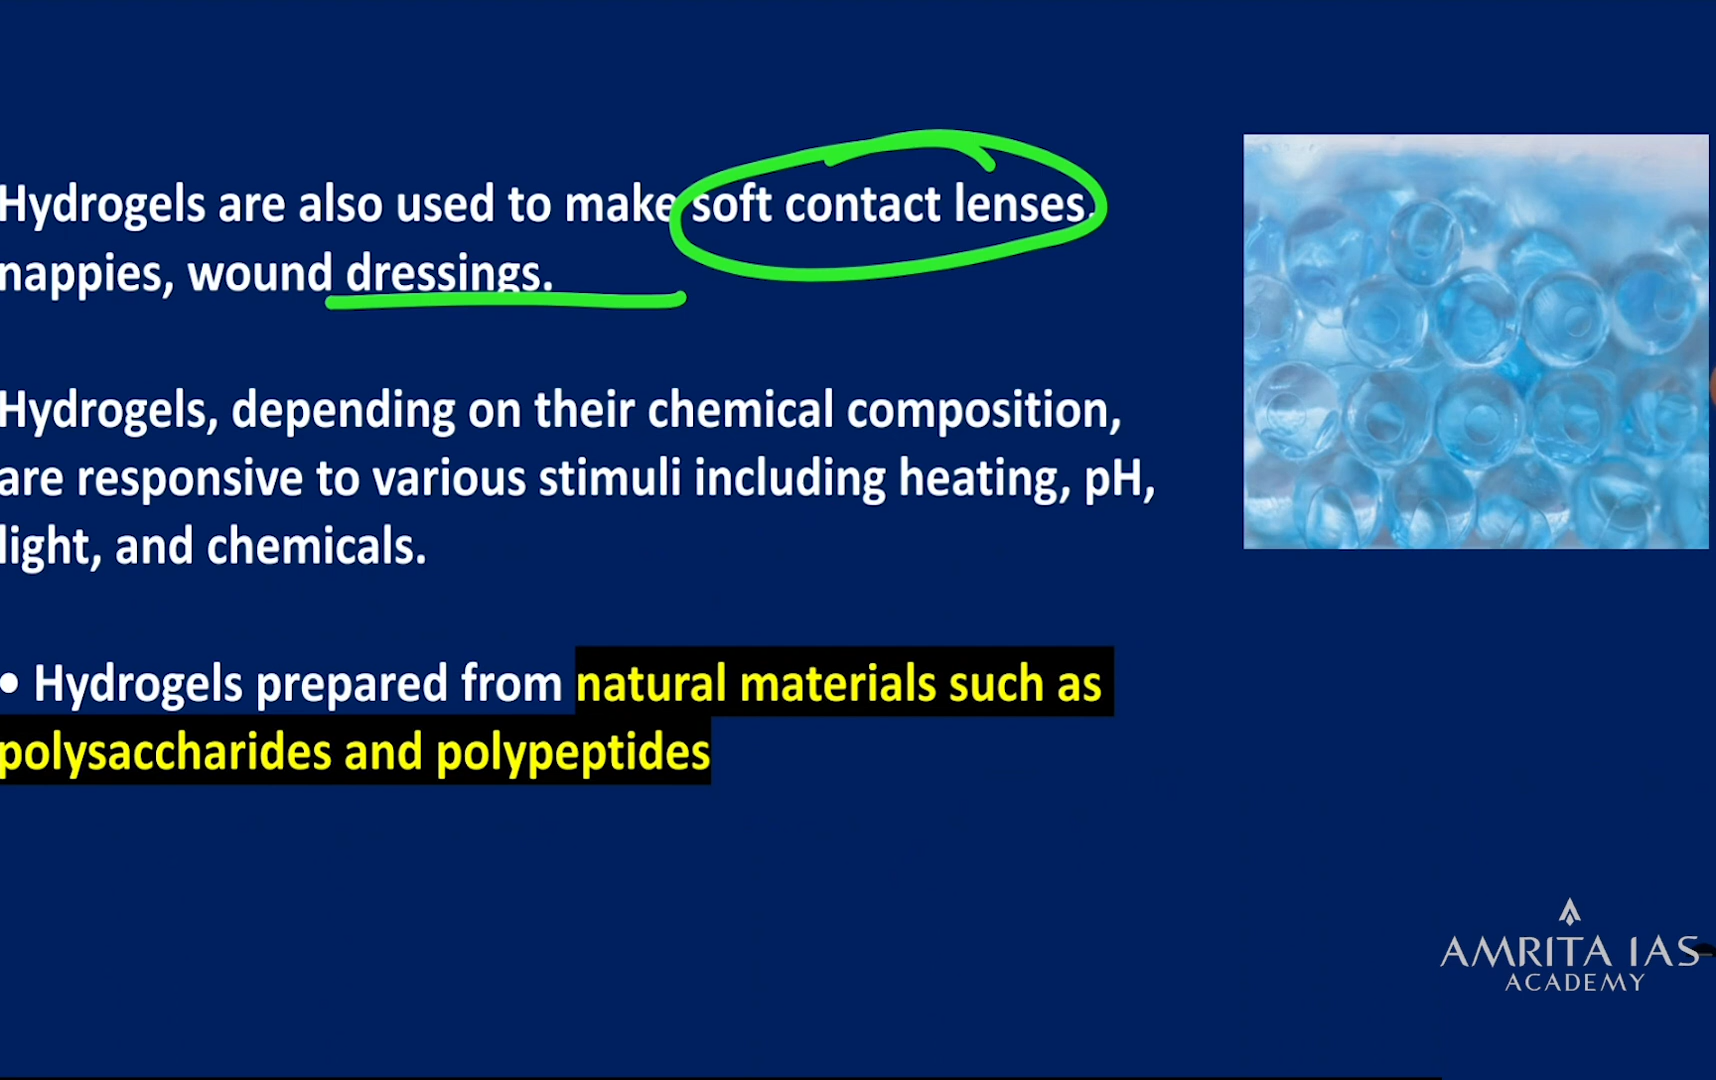 Hydrogels are also used to make soft contact lenses,
nappies, wound dressings.
Hydrogels, depending on their chemical composition,
are responsive to various stimuli including heating, pH,
light, and chemicals.
• Hydrogels prepared from natural materials such as
polysaccharides and polypeptides
AMRITA IAS
ACADEMY